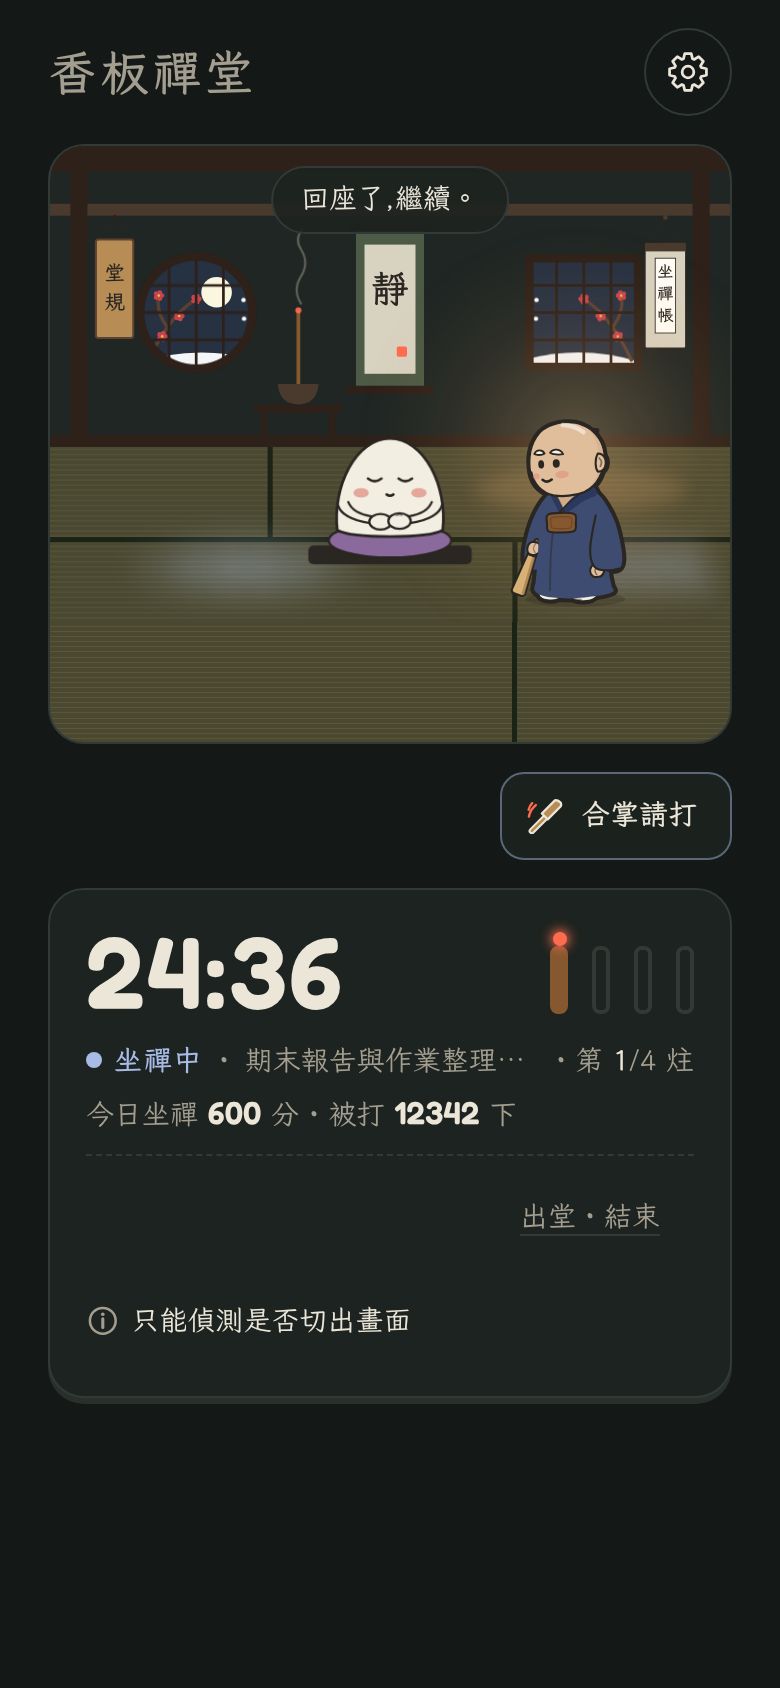 香板禪堂
回座了,繼續。
堂規
靜
坐禪帳
合掌請打
24:36
坐禪中 · 期末報告與作業整理… · 第 1/4 炷
今日坐禪 600 分 · 被打 12342 下
出堂 · 結束
只能偵測是否切出畫面